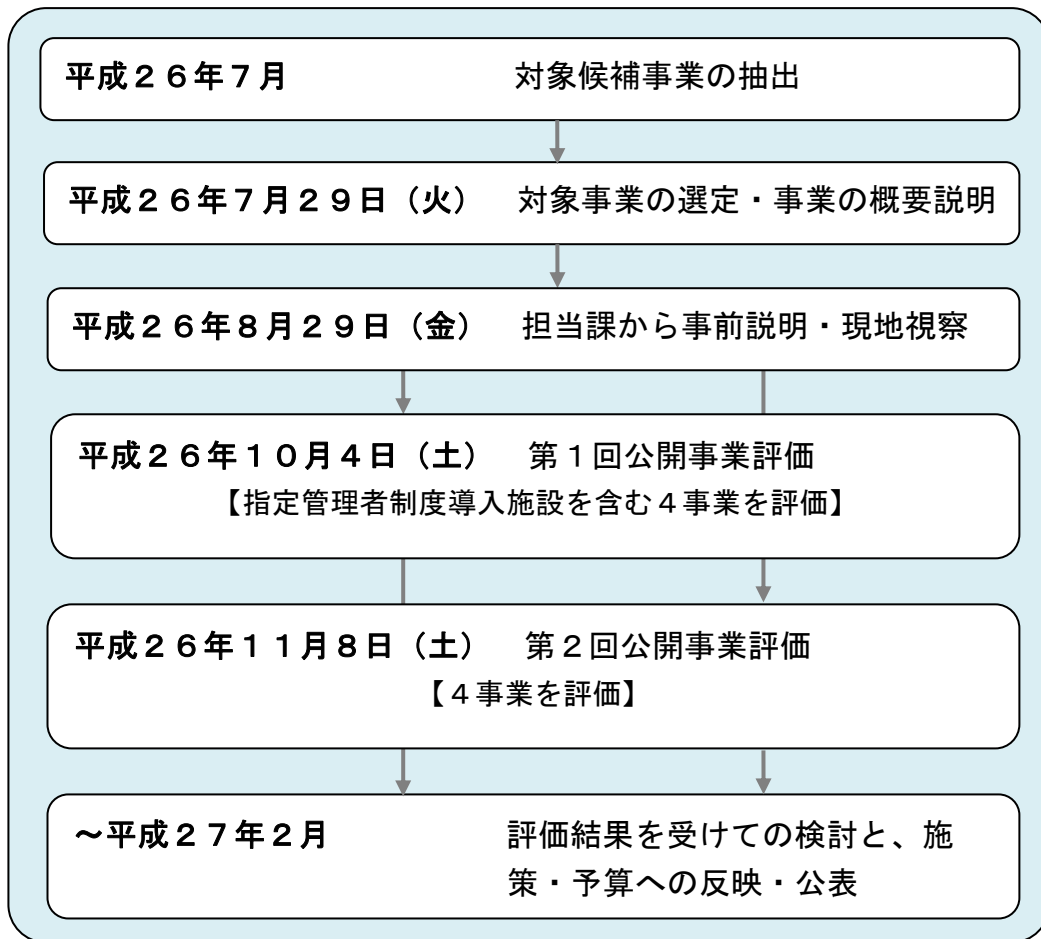 平成２６年７月　対象候補事業の抽出
平成２６年７月２９日（火）　対象事業の選定・事業の概要説明
平成２６年８月２９日（金）　担当課から事前説明・現地視察
平成２６年１０月４日（土）　第１回公開事業評価
【指定管理者制度導入施設を含む４事業を評価】
平成２６年１１月８日（土）　第２回公開事業評価
【４事業を評価】
～平成２７年２月　評価結果を受けての検討と、施
策・予算への反映・公表